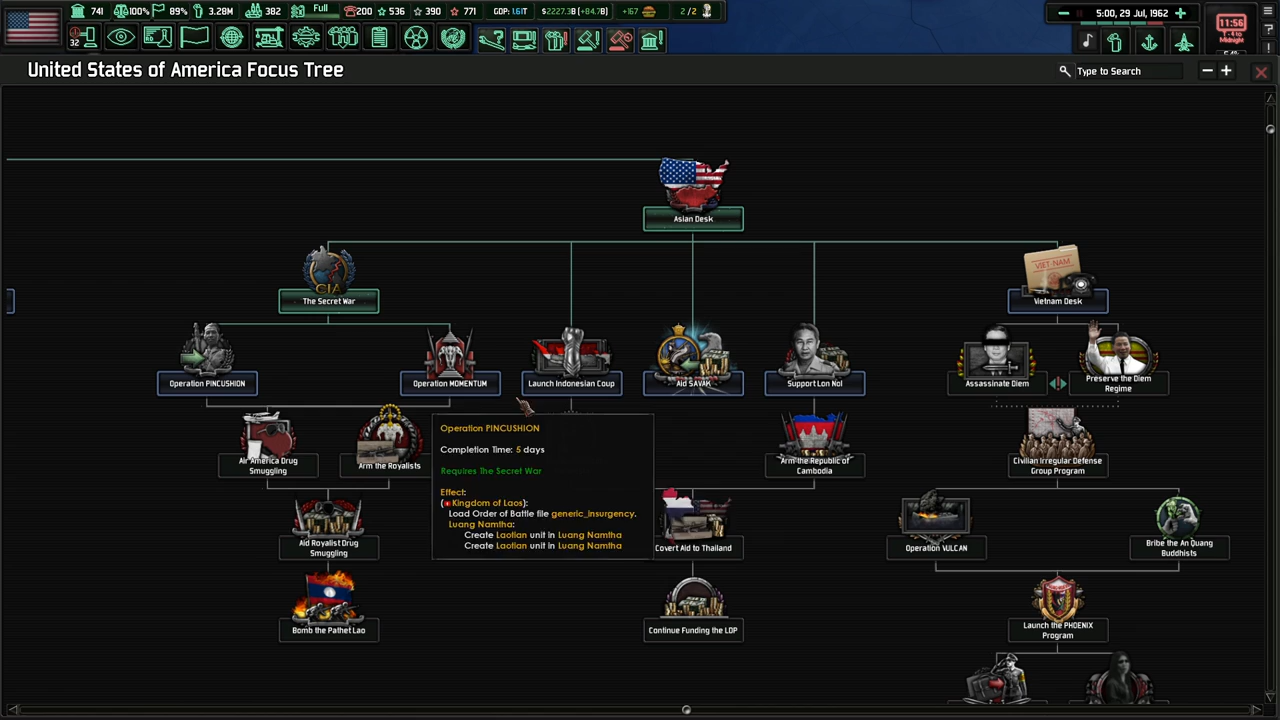 741 100% 89% 3.28M 382 Full 200 536 390 771 GDP: 1.61T $2227.3B (+84.7B) +167 2/2 5:00, 29 Jul, 1962 11:56
32
United States of America Focus Tree
Type to Search
Asian Desk
VIET-NAM
CIA
The Secret War
Vietnam Desk
Operation PINCUSHION
Operation MOMENTUM
Launch Indonesian Coup
Aid SAVAK
Support Lon Nol
Assassinate Diem
Preserve the Diem
Regime
Operation PINCUSHION
Completion Time: 5 days
Requires The Secret War
Effect:
(Kingdom of Laos):
Load Order of Battle file generic_insurgency.
Luang Namtha:
Create Laotian unit in Luang Namtha
Create Laotian unit in Luang Namtha
Air America Drug
Smuggling
Arm the Royalists
Arm the Republic of
Cambodia
Civilian Irregular Defense
Group Program
Aid Royalist Drug
Smuggling
Covert Aid to Thailand
Operation VULCAN
Bribe the An Quang
Buddhists
Bomb the Pathet Lao
Continue Funding the LDP
Launch the PHOENIX
Program